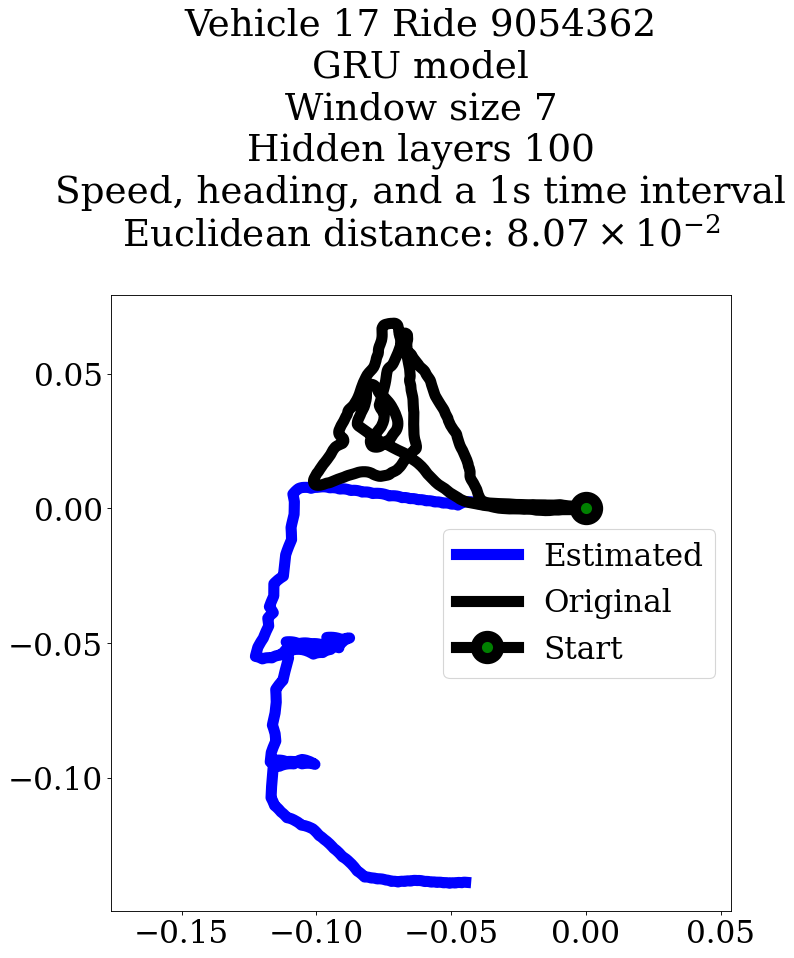 Vehicle 17 Ride 9054362
GRU model
Window size 7
Hidden layers 100
Speed, heading, and a 1s time interval
Euclidean distance: 8.07 × 10⁻²
0.05
0.00
−0.05
−0.10
Estimated
Original
Start
−0.15
−0.10
−0.05
0.00
0.05